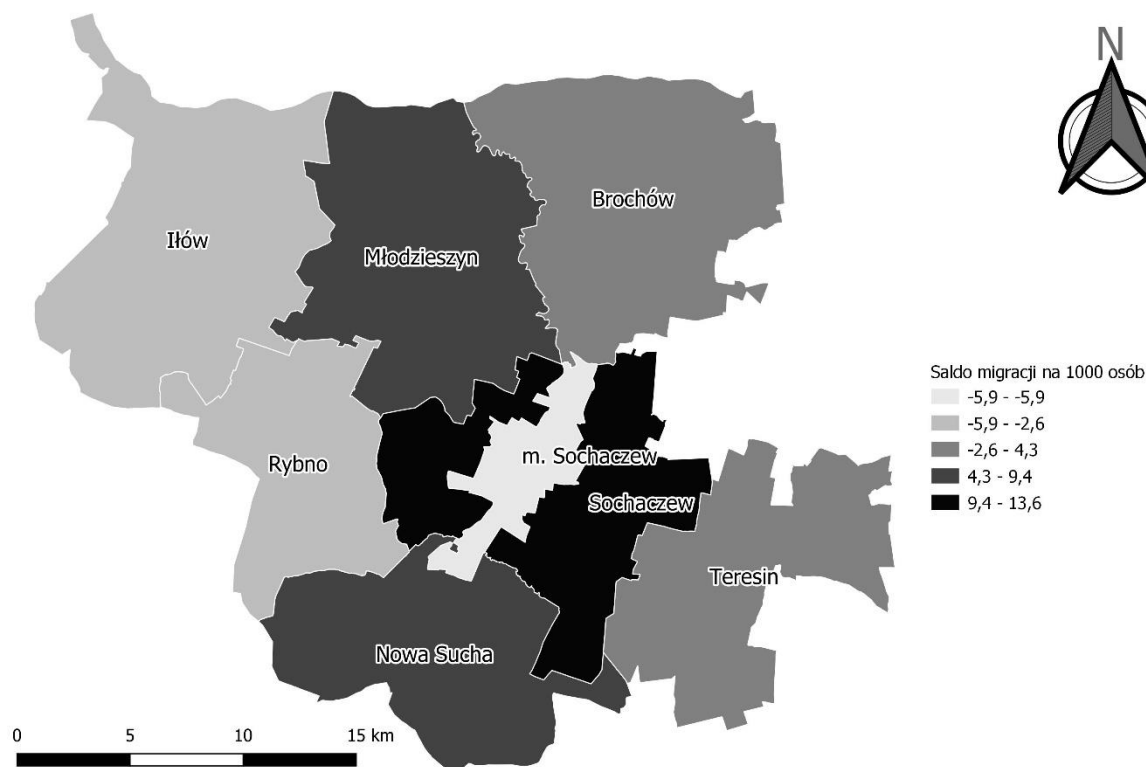 N
Brochów
Iłów
Młodzieszyn
Saldo migracji na 1000 osób
-5,9 - -5,9
-5,9 - -2,6
-2,6 - 4,3
4,3 - 9,4
9,4 - 13,6
m. Sochaczew
Rybno
Sochaczew
Teresin
Nowa Sucha
0 5 10 15 km